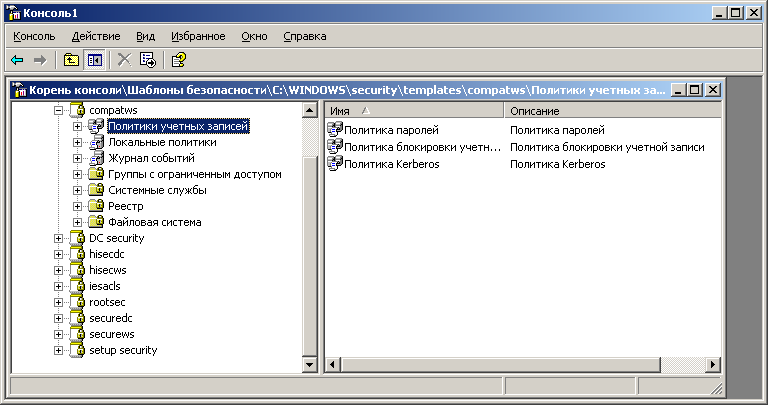 Консоль1
Консоль Действие Вид Избранное Окно Справка
Корень консоли\Шаблоны безопасности\C:\WINDOWS\security\templates\compatws\Политики учетных за...
compatws
Политики учетных записей
Локальные политики
Журнал событий
Группы с ограниченным доступом
Системные службы
Реестр
Файловая система
DC security
hisecdc
hisecws
iesacls
rootsec
securedc
securews
setup security
Имя Описание
Политика паролей Политика паролей
Политика блокировки учетн... Политика блокировки учетной записи
Политика Kerberos Политика Kerberos